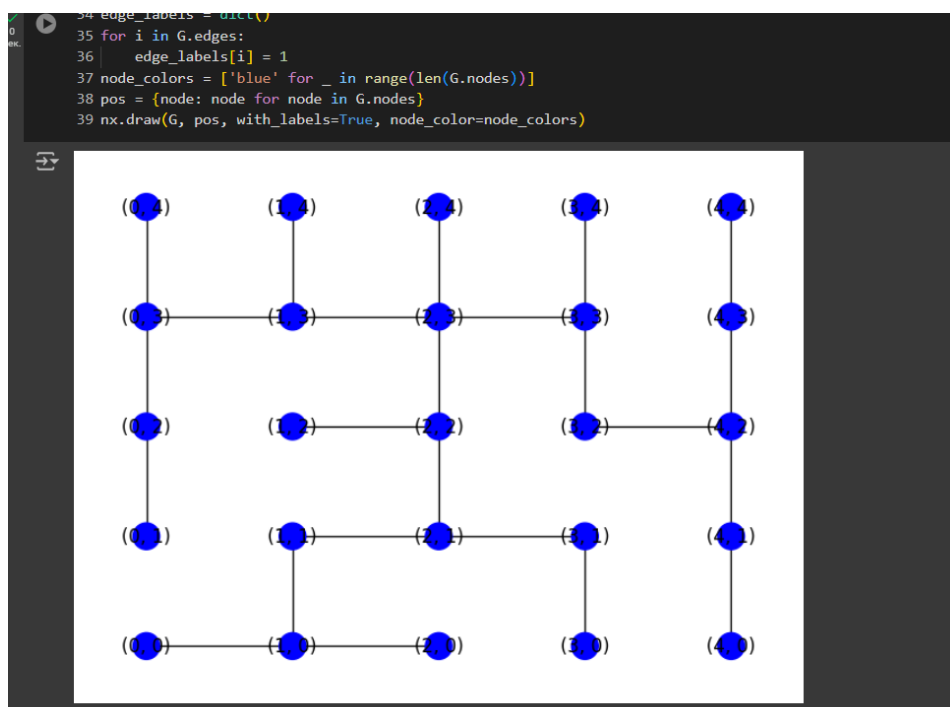 0
ек.
34 edge_labels = dict()
35 for i in G.edges:
36     edge_labels[i] = 1
37 node_colors = ['blue' for _ in range(len(G.nodes))]
38 pos = {node: node for node in G.nodes}
39 nx.draw(G, pos, with_labels=True, node_color=node_colors)
(0, 4) (1, 4) (2, 4) (3, 4) (4, 4)
(0, 3) (1, 3) (2, 3) (3, 3) (4, 3)
(0, 2) (1, 2) (2, 2) (3, 2) (4, 2)
(0, 1) (1, 1) (2, 1) (3, 1) (4, 1)
(0, 0) (1, 0) (2, 0) (3, 0) (4, 0)